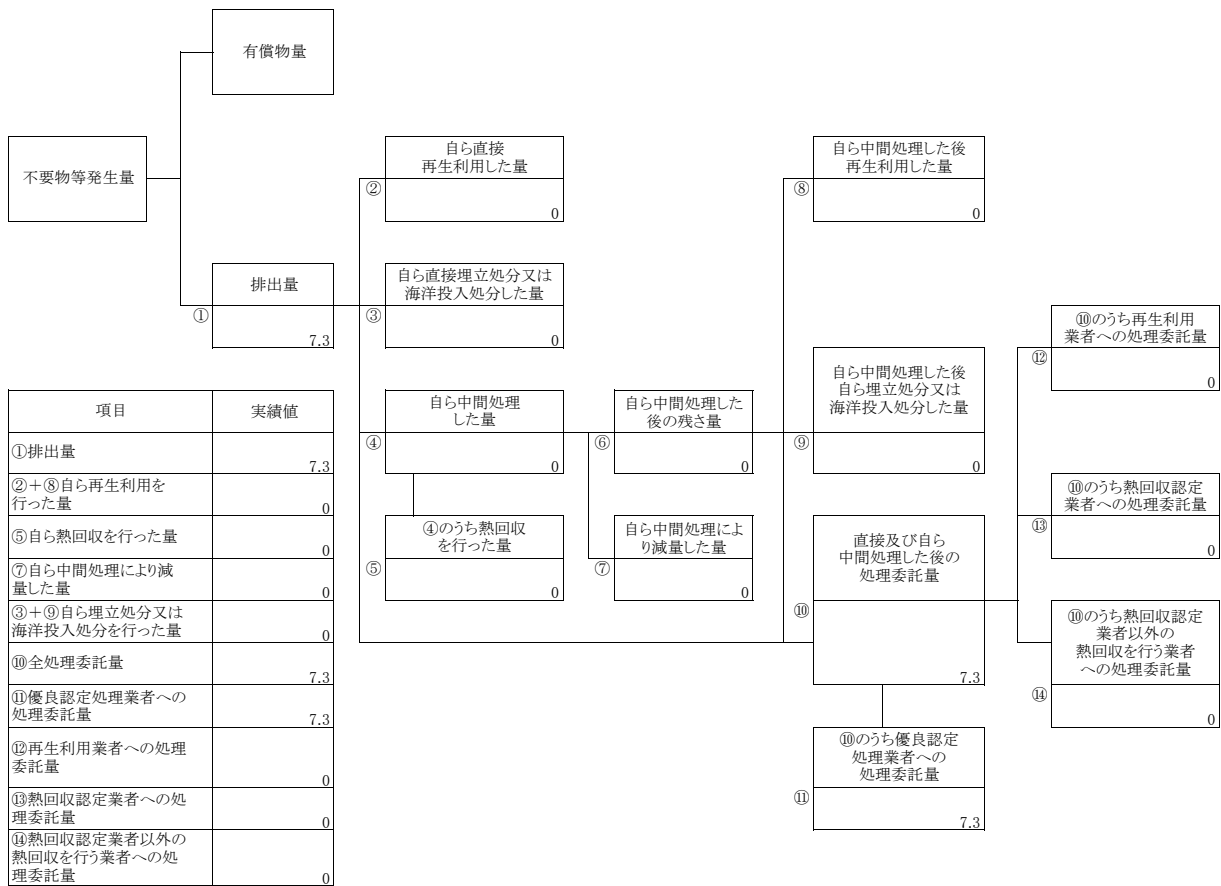 有償物量
不要物等発生量
排出量
①
7.3
自ら直接
再生利用した量
②
0
自ら直接埋立処分又は
海洋投入処分した量
③
0
自ら中間処理
した量
④
0
④のうち熱回収
を行った量
⑤
0
自ら中間処理した
後の残さ量
⑥
0
自ら中間処理によ
り減量した量
⑦
0
自ら中間処理した後
再生利用した量
⑧
0
自ら中間処理した後
自ら埋立処分又は
海洋投入処分した量
⑨
0
直接及び自ら
中間処理した後の
処理委託量
⑩
7.3
⑩のうち優良認定
処理業者への
処理委託量
⑪
7.3
⑩のうち再生利用
業者への処理委託量
⑫
0
⑩のうち熱回収認定
業者への処理委託量
⑬
0
⑩のうち熱回収認定
業者以外の
熱回収を行う業者
への処理委託量
⑭
0
項目 実績値
①排出量
7.3
②+⑧自ら再生利用を
行った量
0
⑤自ら熱回収を行った量
0
⑦自ら中間処理により減
量した量
0
③+⑨自ら埋立処分又は
海洋投入処分を行った量
0
⑩全処理委託量
7.3
⑪優良認定処理業者への
処理委託量
7.3
⑫再生利用業者への処理
委託量
0
⑬熱回収認定業者への処
理委託量
0
⑭熱回収認定業者以外の
熱回収を行う業者への処
理委託量
0